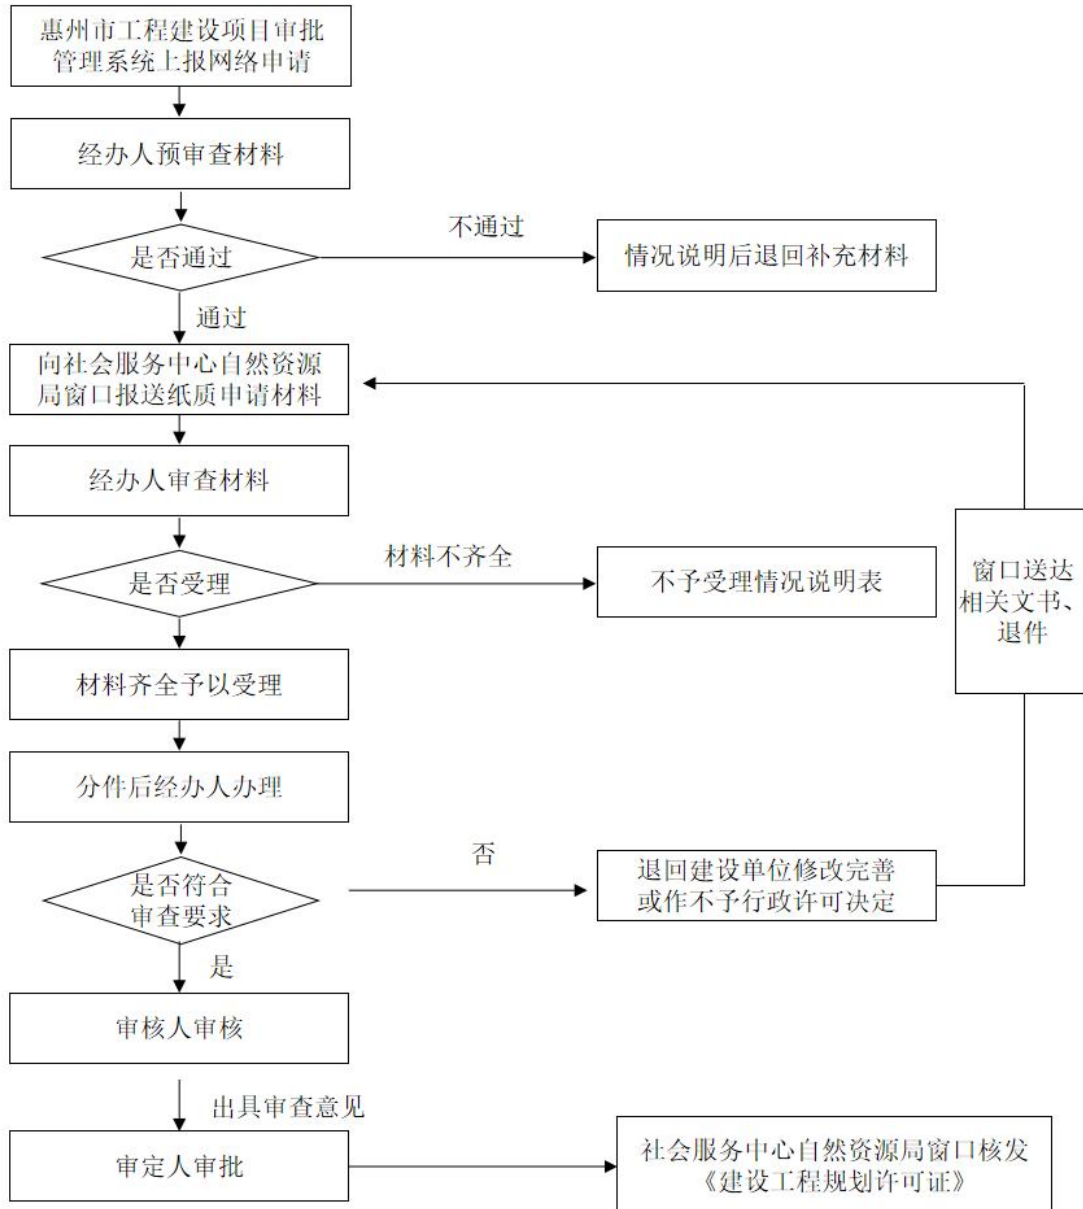 惠州市工程建设项目审批
管理系统上报网络申请
经办人预审查材料
是否通过
不通过
情况说明后退回补充材料
通过
向社会服务中心自然资源
局窗口报送纸质申请材料
经办人审查材料
是否受理
材料不齐全
不予受理情况说明表
窗口送达
相关文书、
退件
材料齐全予以受理
分件后经办人办理
是否符合
审查要求
否
退回建设单位修改完善
或作不予行政许可决定
是
审核人审核
出具审查意见
审定人审批
社会服务中心自然资源局窗口核发
《建设工程规划许可证》